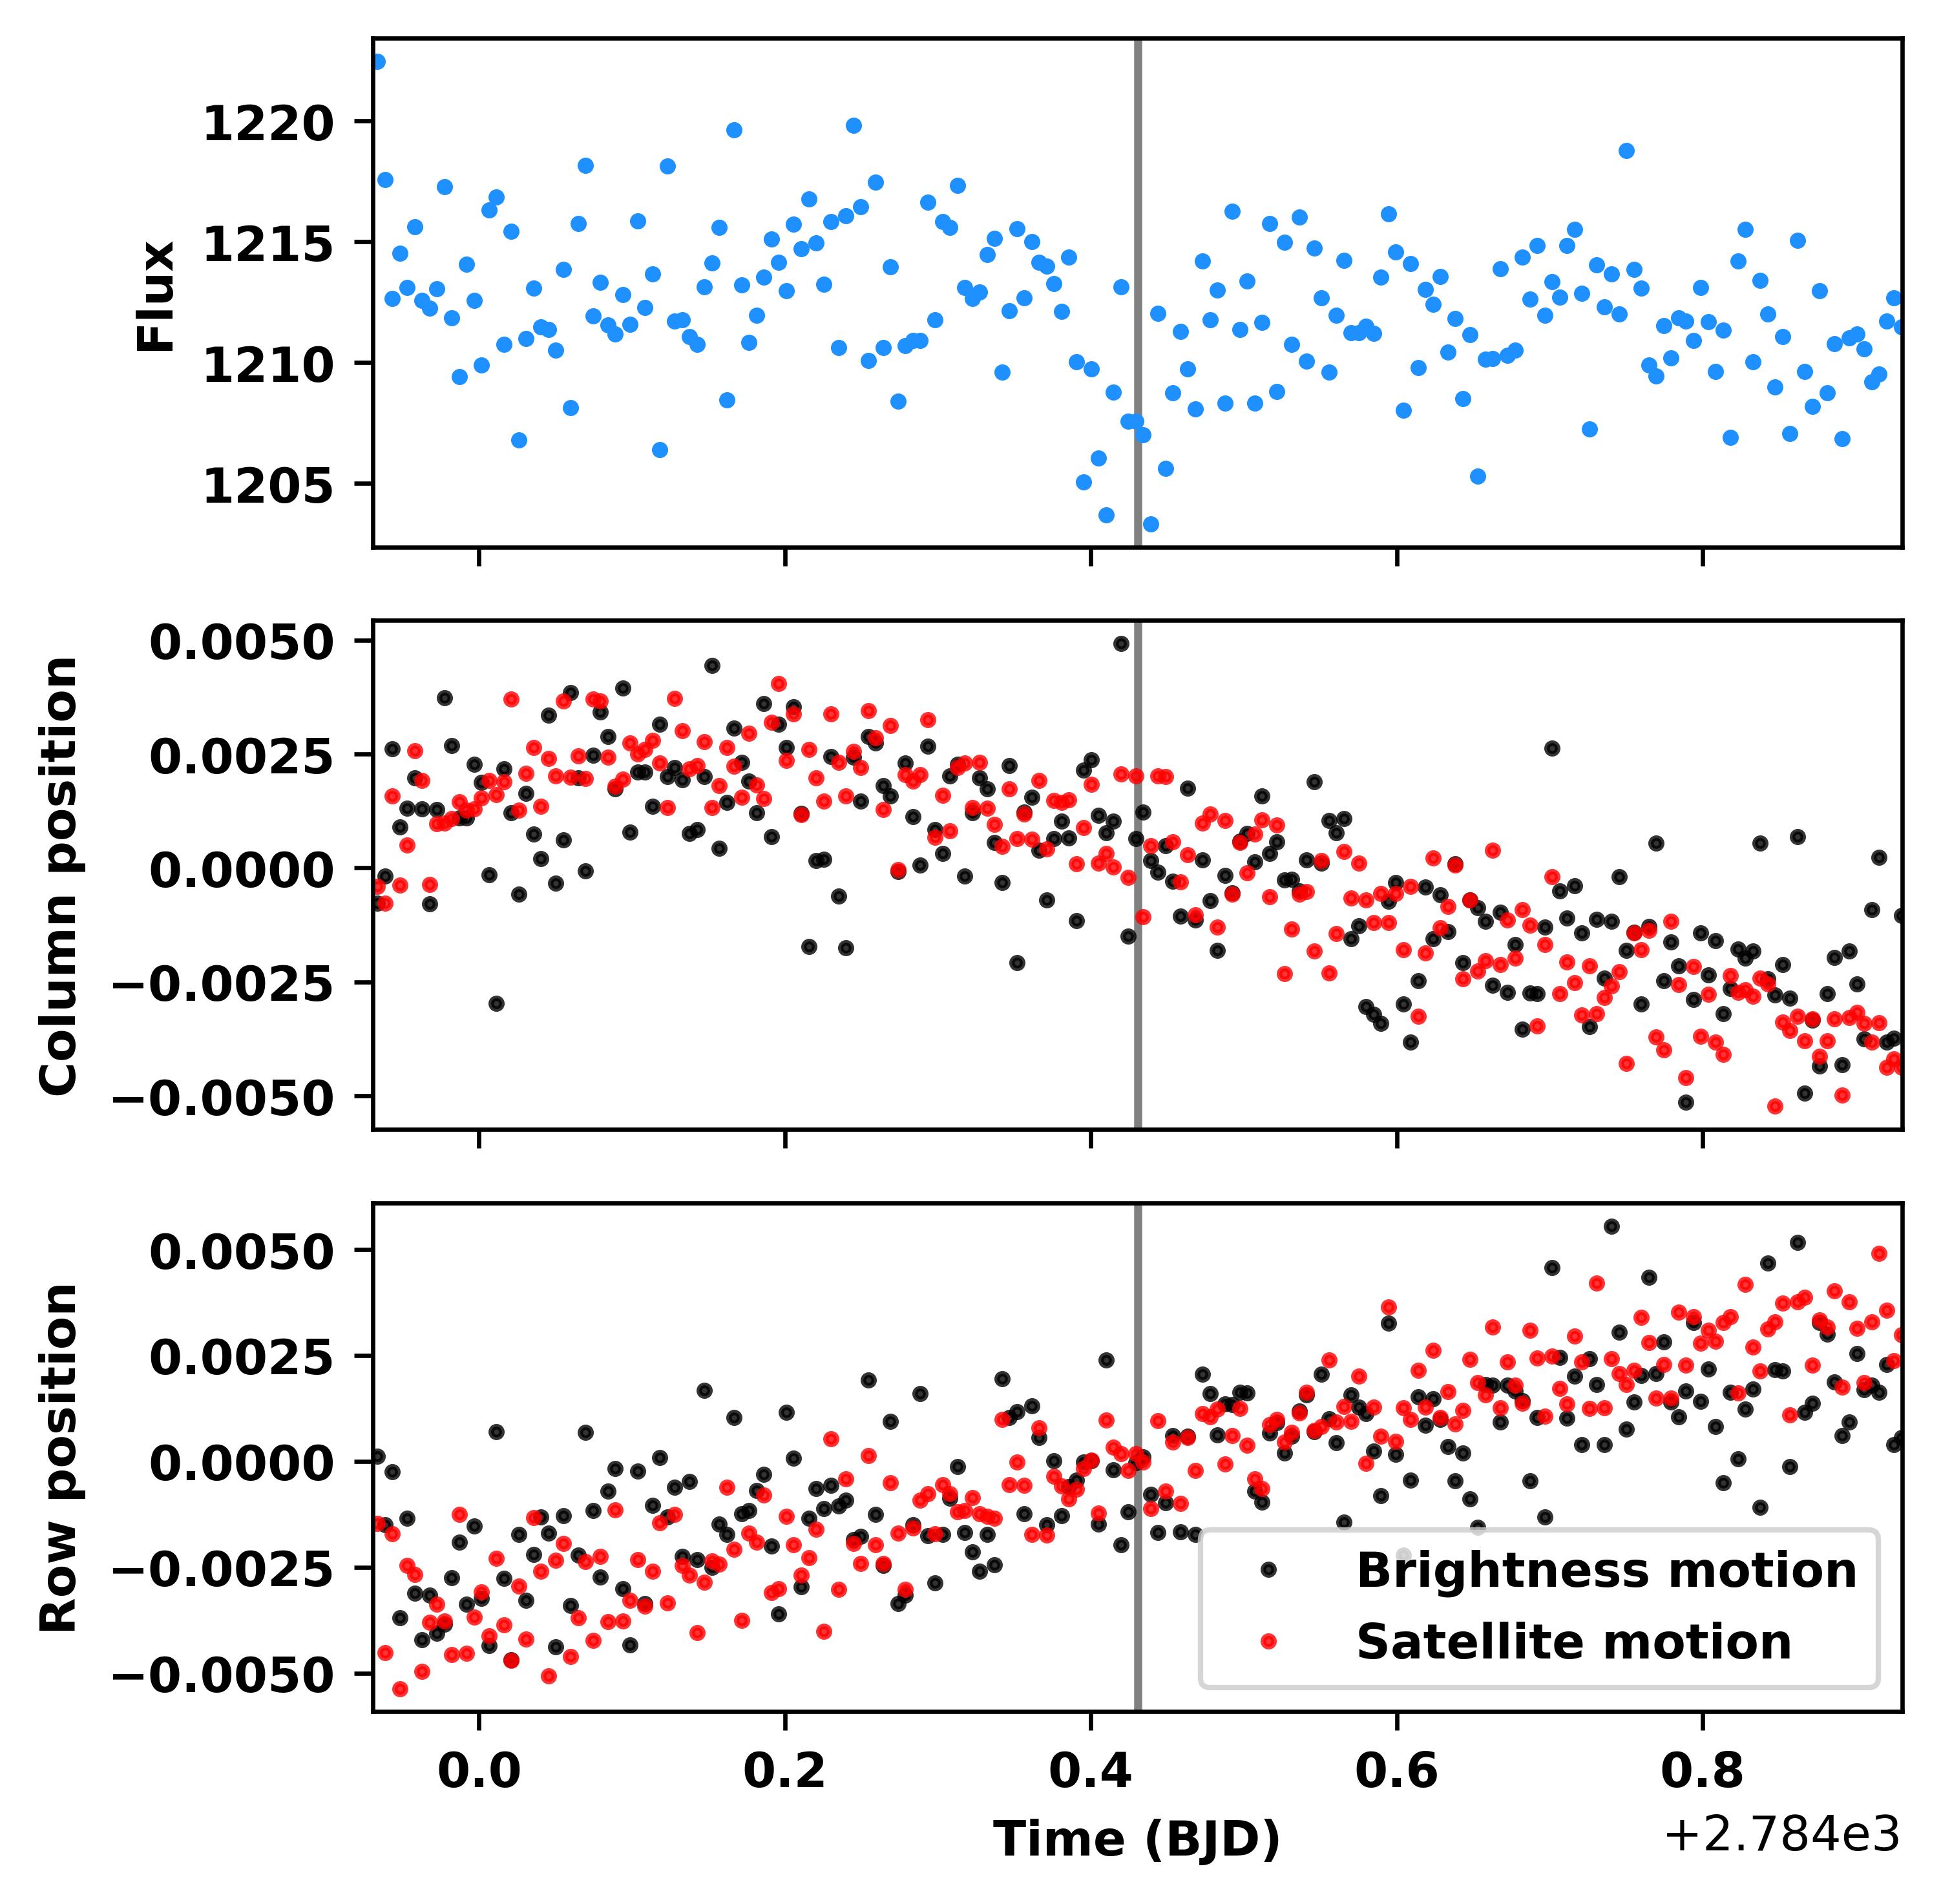 Flux
1220
1215
1210
1205
Column position
0.0050
0.0025
0.0000
−0.0025
−0.0050
Row position
0.0050
0.0025
0.0000
−0.0025
−0.0050
Brightness motion
Satellite motion
0.0 0.2 0.4 0.6 0.8
Time (BJD)
+2.784e3